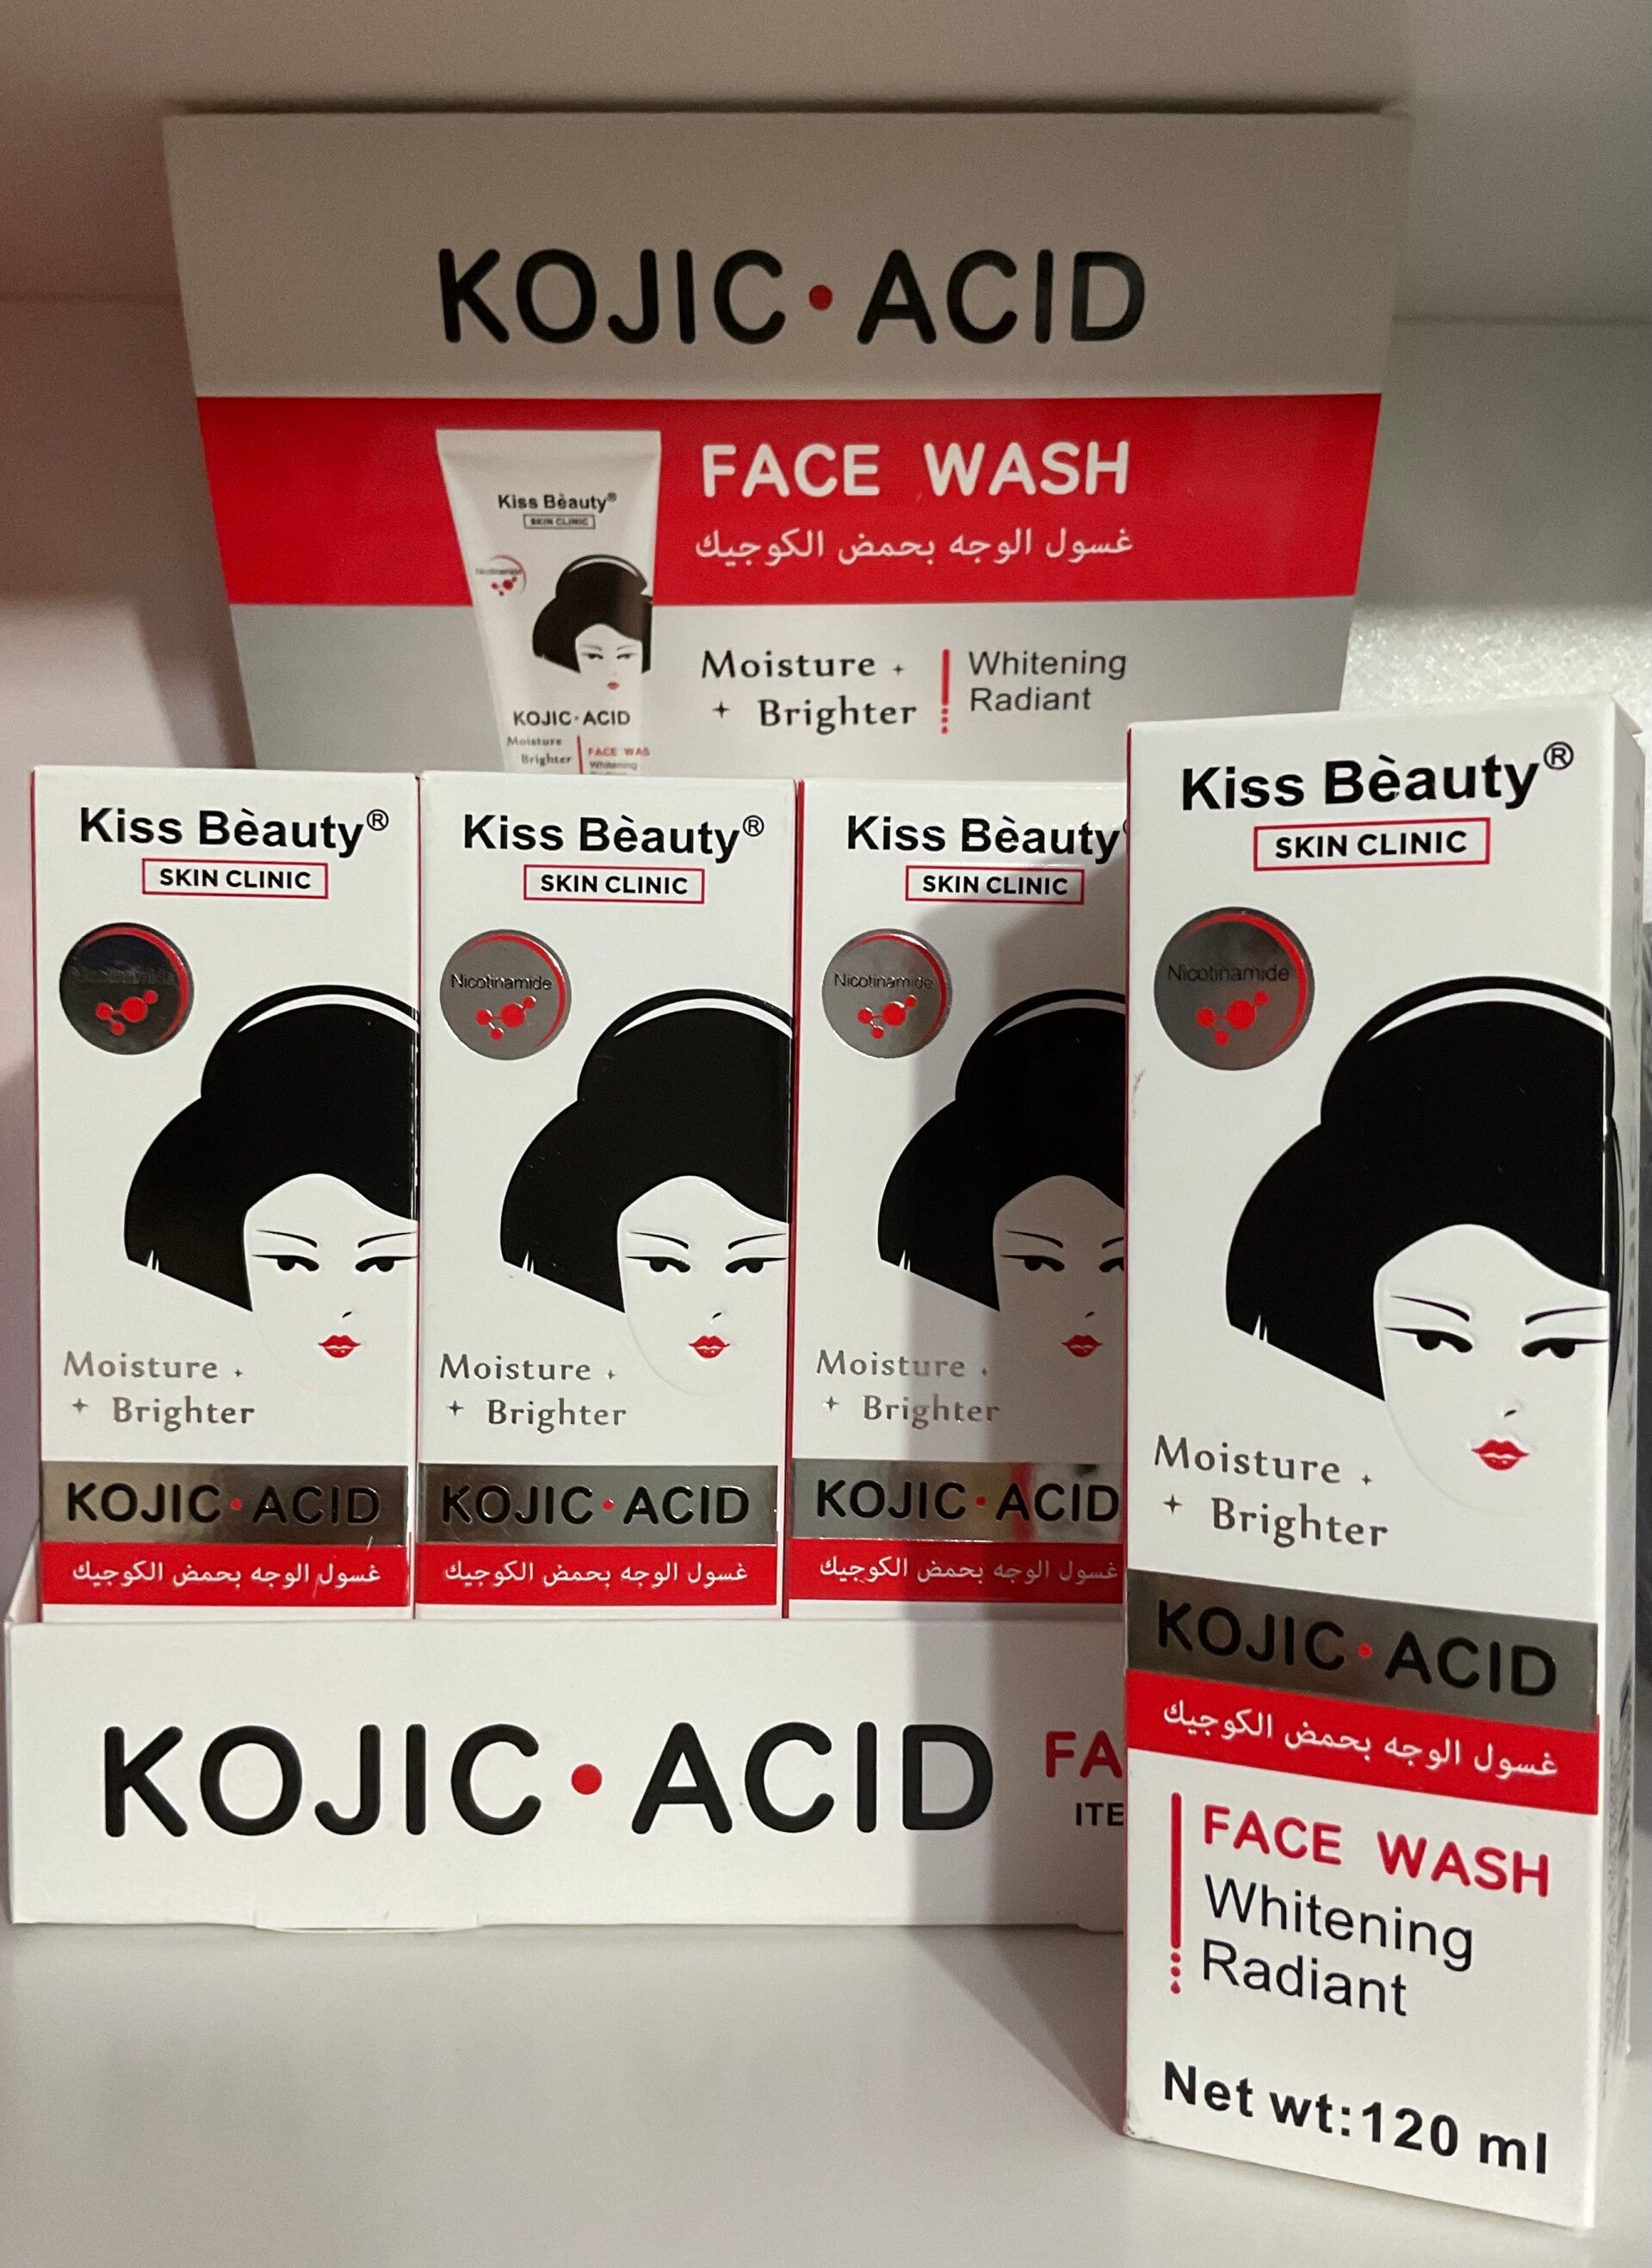 KOJIC•ACID
FACE WASH
غسول الوجه بحمض الكوجيك
Moisture
Brighter
Whitening
Radiant
Kiss Bèauty®
SKIN CLINIC
Nicotinamide
KOJIC•ACID
Moisture
Brighter
FACE WAS
Whitening
Kiss Bèauty®
SKIN CLINIC
Moisture
Brighter
KOJIC•ACID
غسول الوجه بحمض الكوجيك
Kiss Bèauty®
SKIN CLINIC
Nicotinamide
Moisture
Brighter
KOJIC•ACID
غسول الوجه بحمض الكوجيك
Kiss Bèauty
SKIN CLINIC
Nicotinamide
Moisture
Brighter
KOJIC•ACID
غسول الوجه بحمض الكوجيك
Kiss Bèauty®
SKIN CLINIC
Nicotinamide
Moisture
Brighter
KOJIC•ACID
غسول الوجه بحمض الكوجيك
FACE WASH
Whitening
Radiant
Net wt:120 ml
KOJIC•ACID FA
ITE